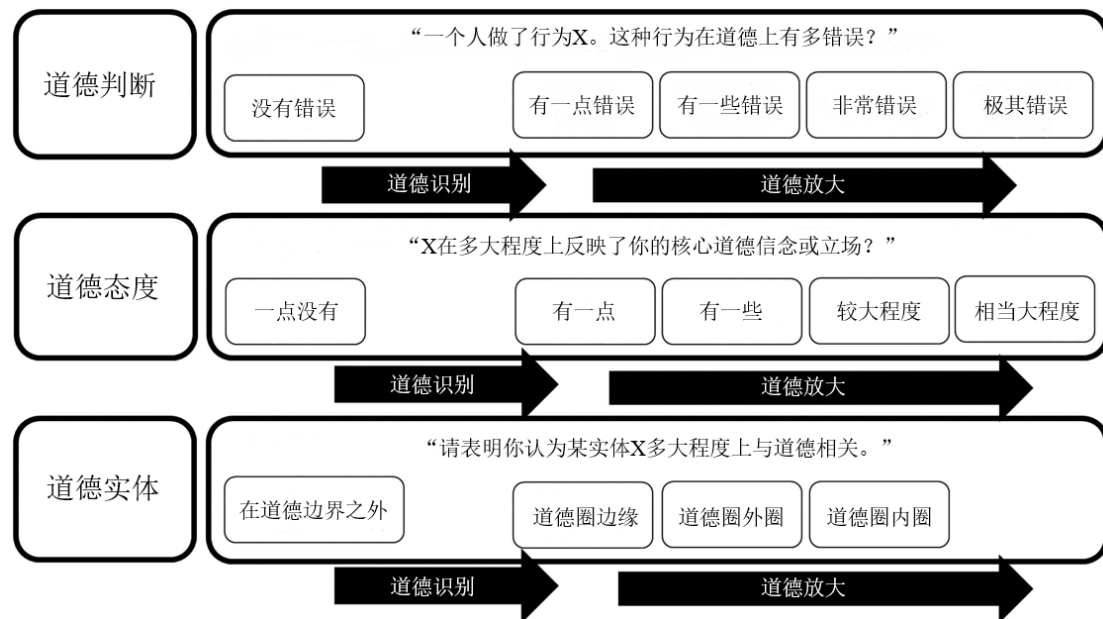 道德判断
“一个人做了行为X。这种行为在道德上有多错误？”
没有错误
有一点错误
有一些错误
非常错误
极其错误
道德识别
道德放大
道德态度
“X在多大程度上反映了你的核心道德信念或立场？”
一点没有
有一点
有一些
较大程度
相当大程度
道德识别
道德放大
道德实体
“请表明你认为某实体X多大程度上与道德相关。”
在道德边界之外
道德圈边缘
道德圈外圈
道德圈内圈
道德识别
道德放大